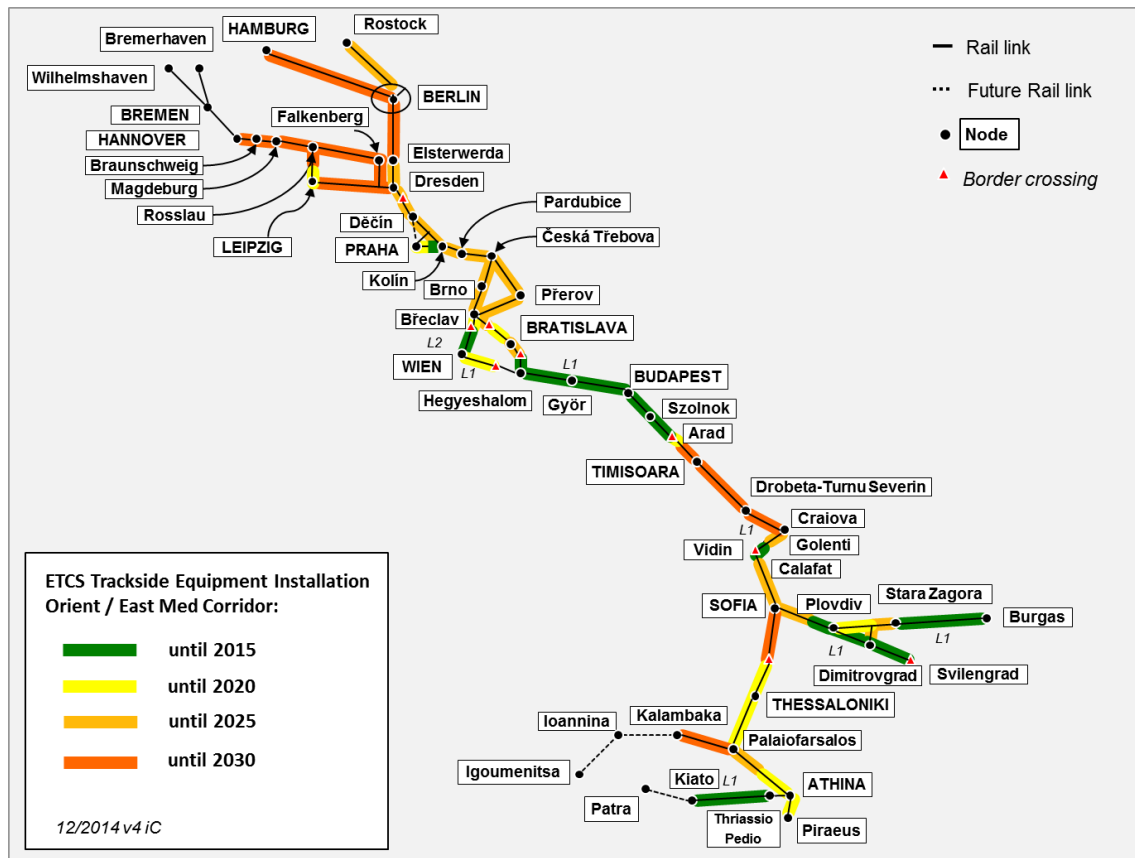 HAMBURG
Rostock
Bremerhaven
Wilhelmshaven
BERLIN
BREMEN
Falkenberg
HANNOVER
Elsterwerda
Braunschweig
Dresden
Magdeburg
Rosslau
LEIPZIG
Děčín
Pardubice
PRAHA
Česká Třebova
Kolín
Brno
Přerov
Břeclav
BRATISLAVA
L2
WIEN
L1
L1
BUDAPEST
Hegyeshalom
Györ
Szolnok
Arad
TIMISOARA
Drobeta-Turnu Severin
L1
Craiova
Vidin
Golenti
Calafat
SOFIA
Plovdiv
Stara Zagora
Burgas
L1
L1
Dimitrovgrad
Svilengrad
THESSALONIKI
Ioannina
Kalambaka
Palaiofarsalos
Igoumenitsa
Kiato
L1
ATHINA
Patra
Thriassio
Pedio
Piraeus
Rail link
Future Rail link
Node
Border crossing
ETCS Trackside Equipment Installation
Orient / East Med Corridor:
until 2015
until 2020
until 2025
until 2030
12/2014 v4 iC